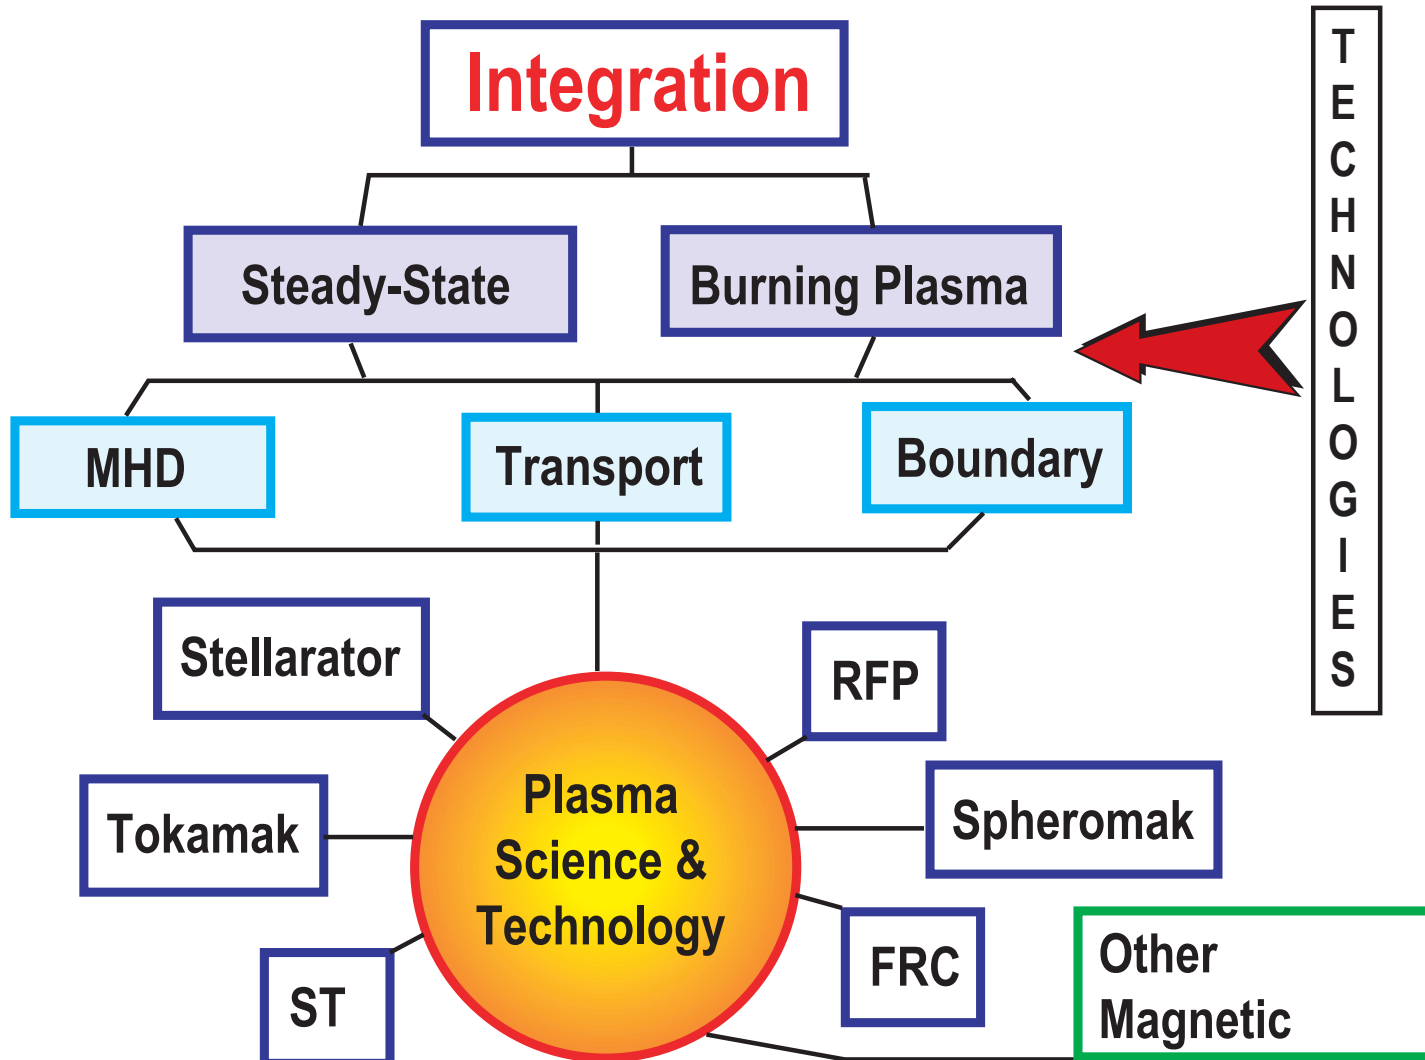 Integration
Steady-State
Burning Plasma
MHD
Transport
Boundary
Stellarator
RFP
Tokamak
Plasma
Science &
Technology
Spheromak
ST
FRC
Other
Magnetic
TECHNOLOGIES